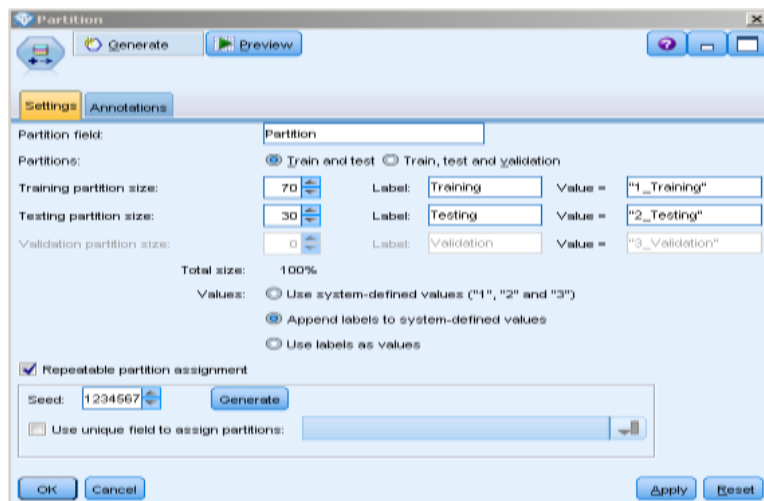 Partition
Generate Preview
Settings Annotations
Partition field: Partition
Partitions: Train and test Train, test and validation
Training partition size: 70 Label: Training Value = "1_Training"
Testing partition size: 30 Label: Testing Value = "2_Testing"
Validation partition size: 0 Label: Validation Value = "3_Validation"
Total size: 100%
Values: Use system-defined values ("1", "2" and "3")
Append labels to system-defined values
Use labels as values
Repeatable partition assignment
Seed: 1234567 Generate
Use unique field to assign partitions:
OK Cancel Apply Reset